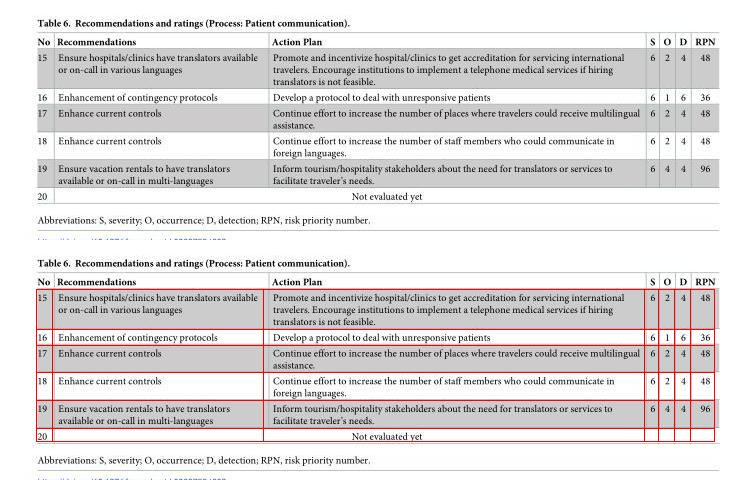 Table 6. Recommendations and ratings (Process: Patient communication).
No Recommendations Action Plan S O D RPN
15 Ensure hospitals/clinics have translators available Promote and incentivize hospital/clinics to get accreditation for servicing international 6 2 4 48
or on-call in various languages travelers. Encourage institutions to implement a telephone medical services if hiring
translators is not feasible.
16 Enhancement of contingency protocols Develop a protocol to deal with unresponsive patients 6 1 6 36
17 Enhance current controls Continue effort to increase the number of places where travelers could receive multilingual 6 2 4 48
assistance.
18 Enhance current controls Continue effort to increase the number of staff members who could communicate in 6 2 4 48
foreign languages.
19 Ensure vacation rentals to have translators Inform tourism/hospitality stakeholders about the need for translators or services to 6 4 4 96
available or on-call in multi-languages facilitate traveler's needs.
20 Not evaluated yet
Abbreviations: S, severity; O, occurrence; D, detection; RPN, risk priority number.
Table 6. Recommendations and ratings (Process: Patient communication).
No Recommendations Action Plan S O D RPN
15 Ensure hospitals/clinics have translators available Promote and incentivize hospital/clinics to get accreditation for servicing international 6 2 4 48
or on-call in various languages travelers. Encourage institutions to implement a telephone medical services if hiring
translators is not feasible.
16 Enhancement of contingency protocols Develop a protocol to deal with unresponsive patients 6 1 6 36
17 Enhance current controls Continue effort to increase the number of places where travelers could receive multilingual 6 2 4 48
assistance.
18 Enhance current controls Continue effort to increase the number of staff members who could communicate in 6 2 4 48
foreign languages.
19 Ensure vacation rentals to have translators Inform tourism/hospitality stakeholders about the need for translators or services to 6 4 4 96
available or on-call in multi-languages facilitate traveler's needs.
20 Not evaluated yet
Abbreviations: S, severity; O, occurrence; D, detection; RPN, risk priority number.